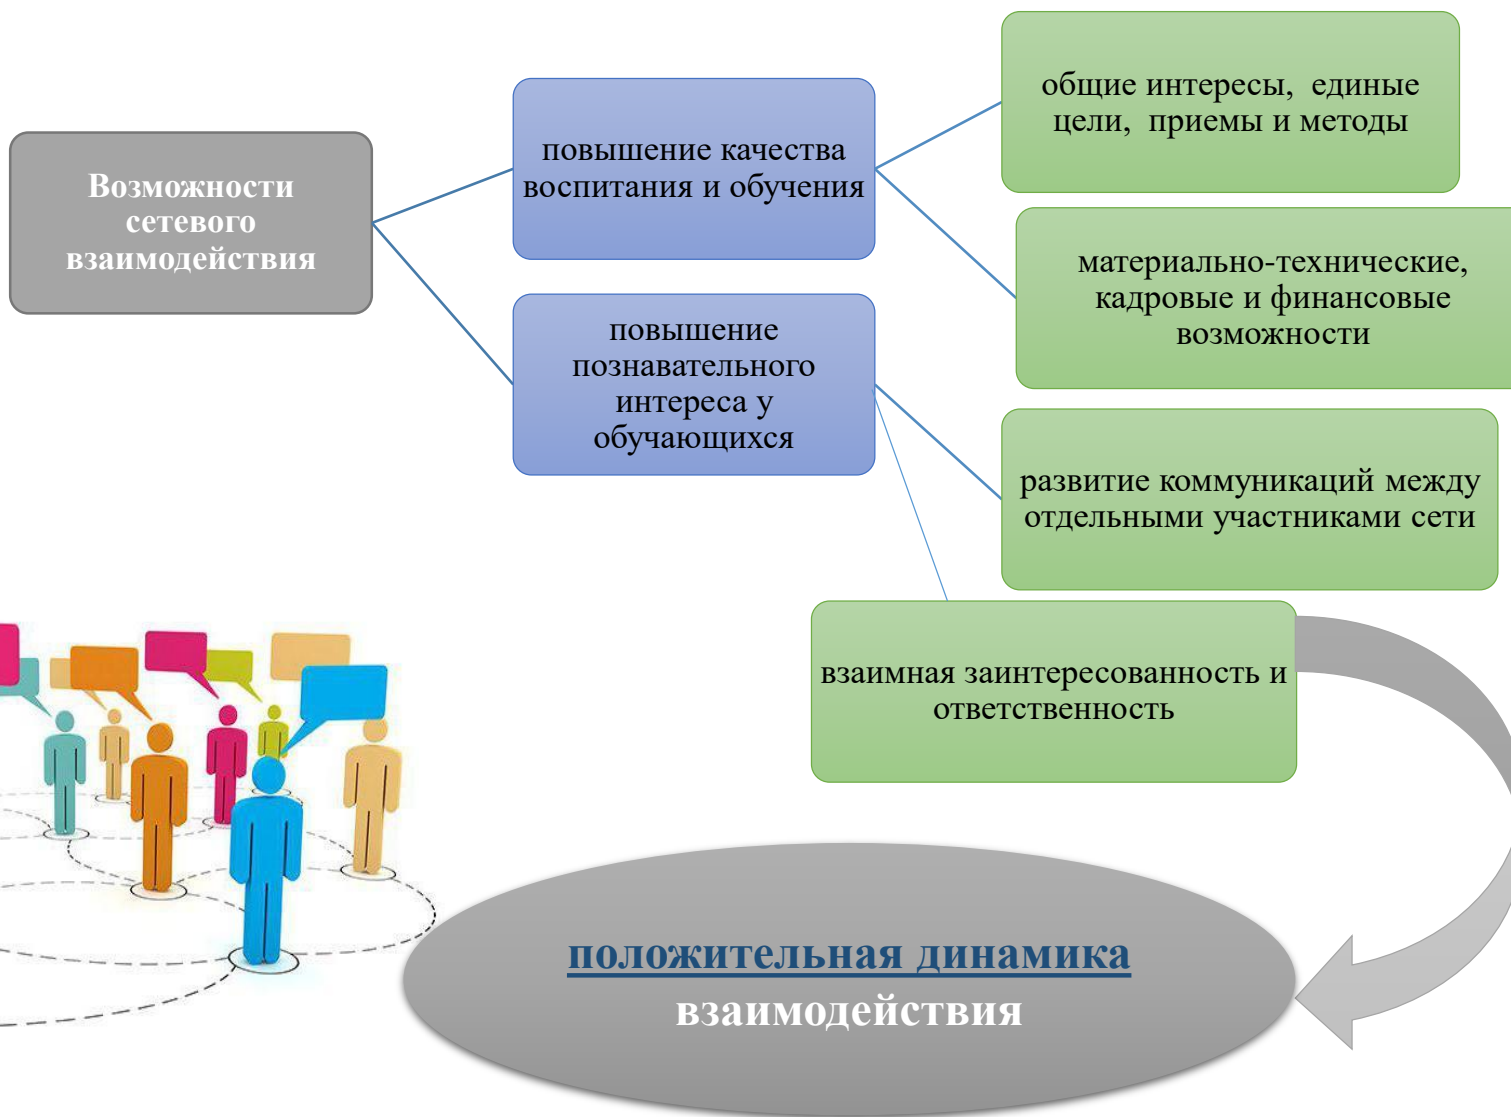 Возможности
сетевого
взаимодействия
повышение качества
воспитания и обучения
повышение
познавательного
интереса у
обучающихся
общие интересы, единые
цели, приемы и методы
материально-технические,
кадровые и финансовые
возможности
развитие коммуникаций между
отдельными участниками сети
взаимная заинтересованность и
ответственность
положительная динамика
взаимодействия